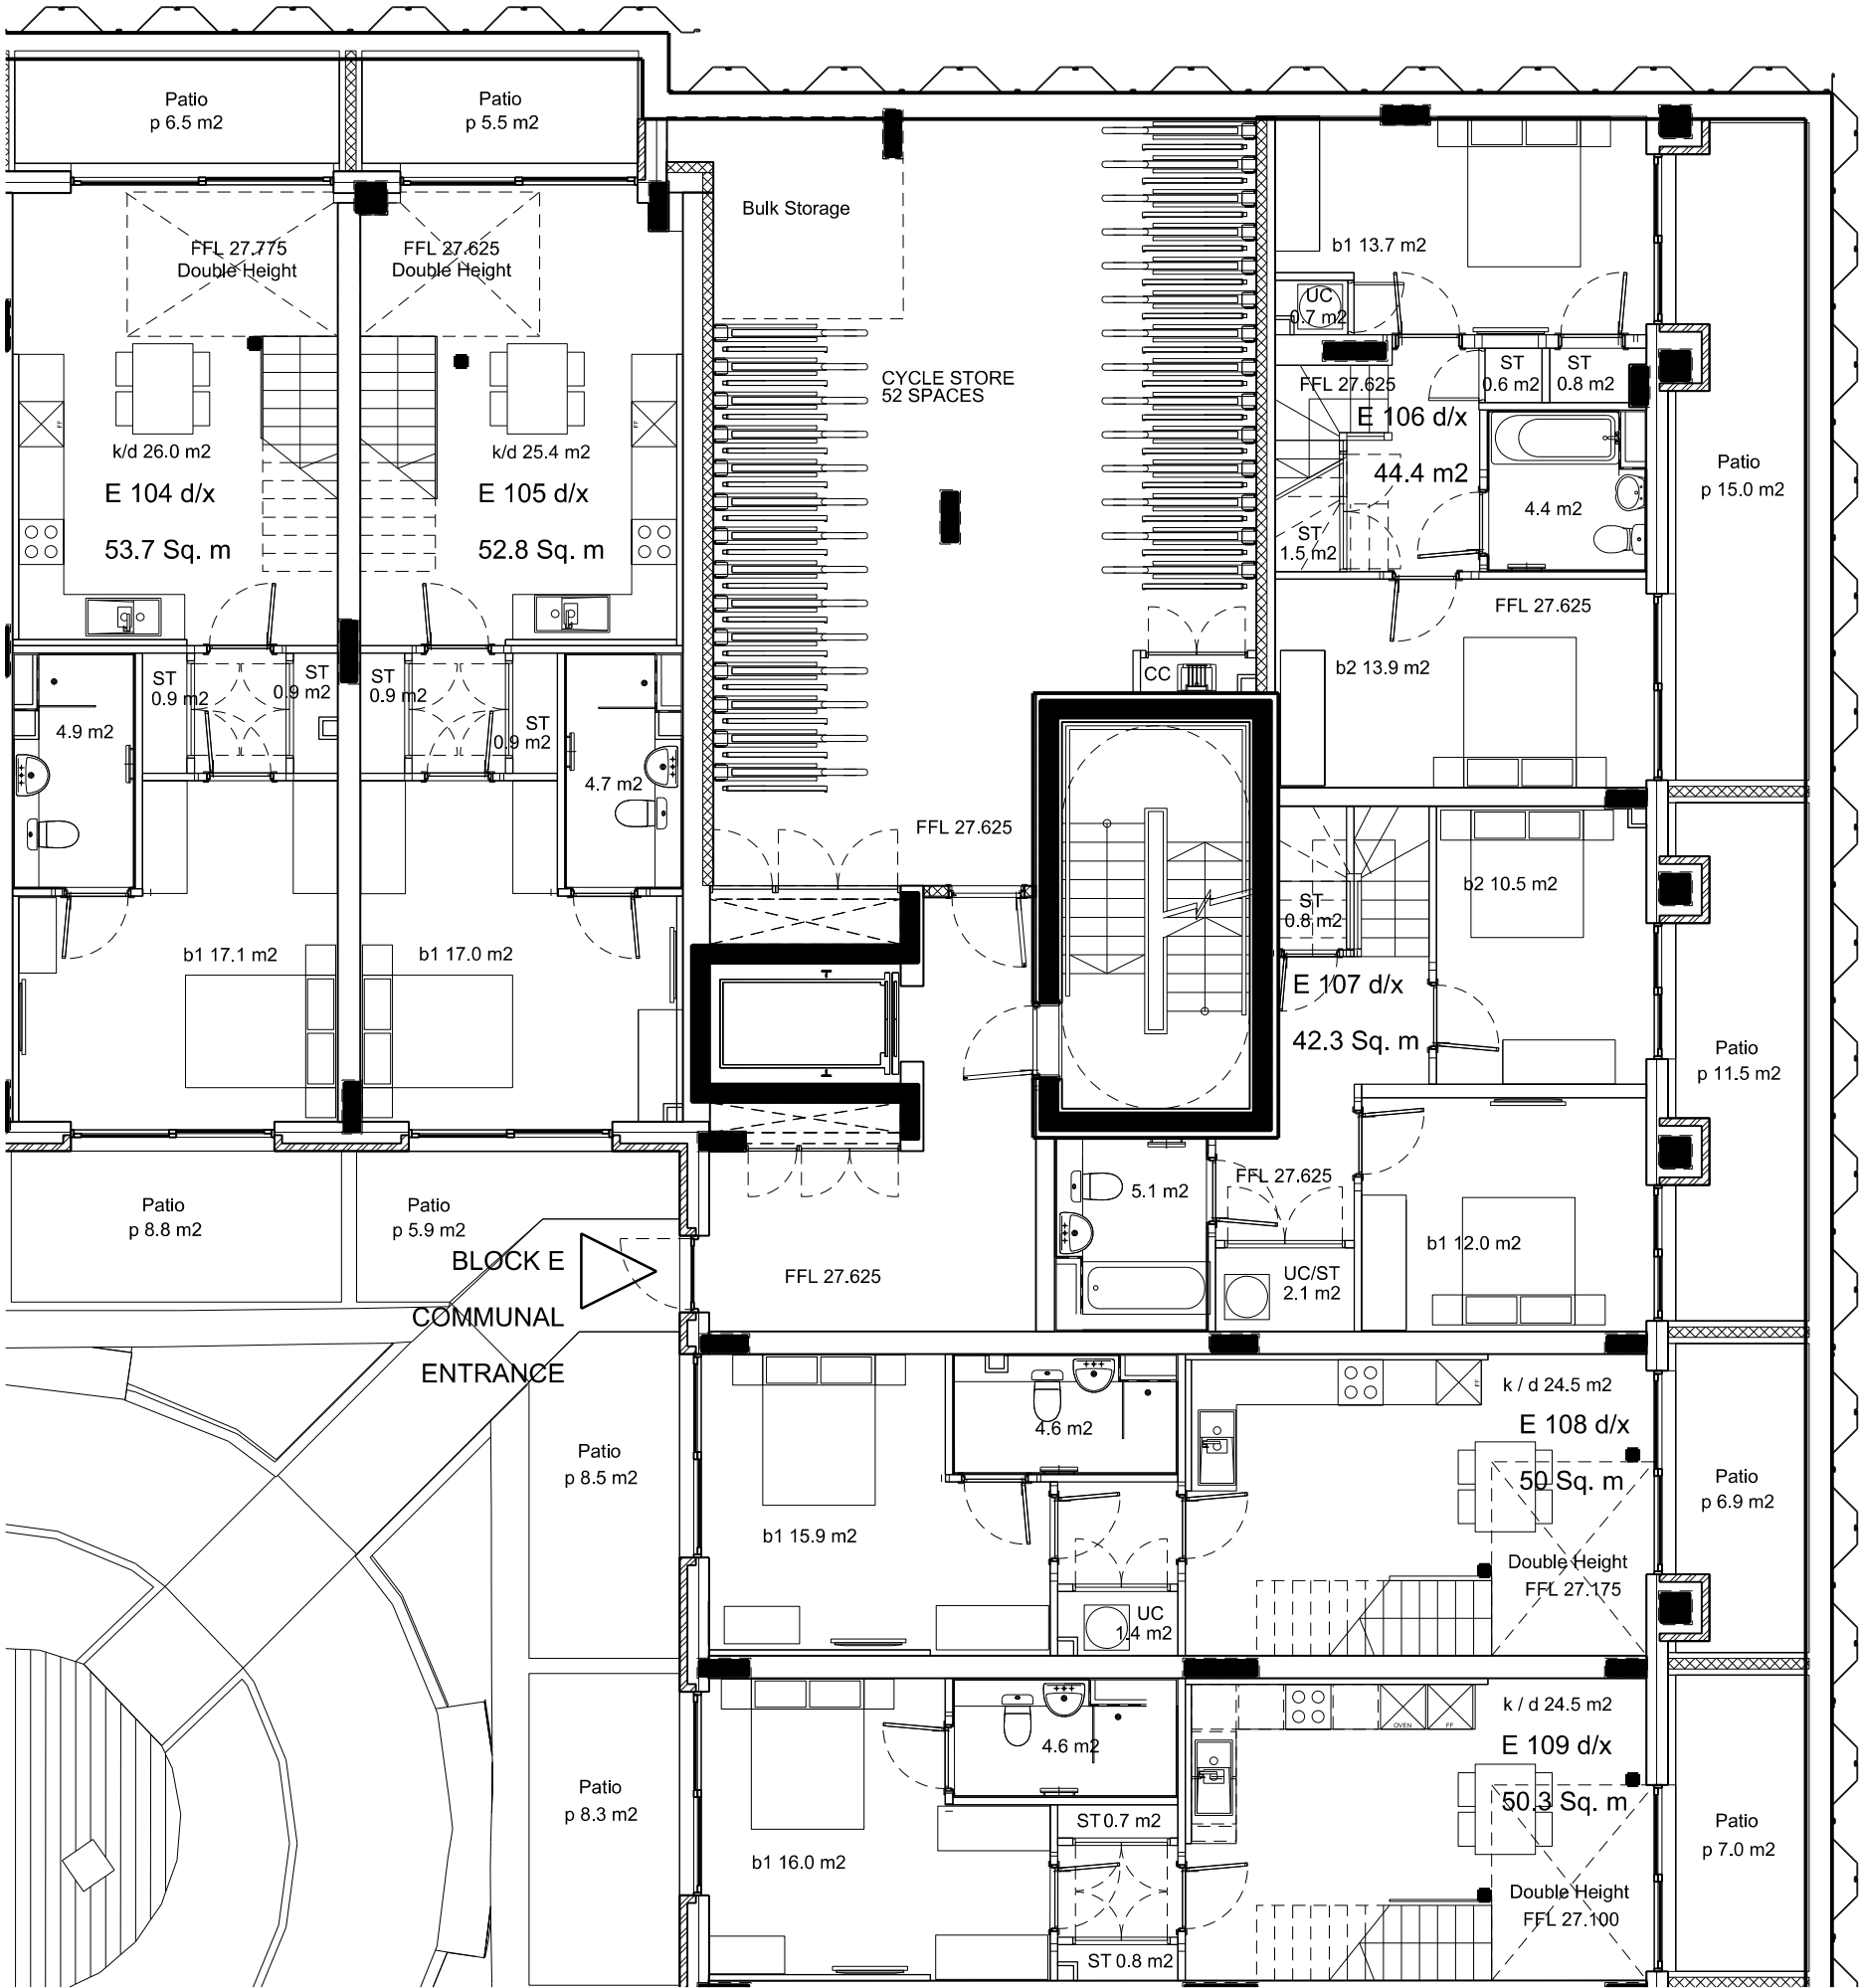 Patio
p 6.5 m2
Patio
p 5.5 m2
FFL 27.775
Double Height
FFL 27.625
Double Height
Bulk Storage
CYCLE STORE
52 SPACES
b1 13.7 m2
UC
0.7 m2
ST
0.6 m2
ST
0.8 m2
FFL 27.625
E 106 d/x
44.4 m2
ST
1.5 m2
4.4 m2
Patio
p 15.0 m2
FF
k/d 26.0 m2
E 104 d/x
53.7 Sq. m
FF
k/d 25.4 m2
E 105 d/x
52.8 Sq. m
FFL 27.625
b2 13.9 m2
CC
ST
0.9 m2
ST
0.9 m2
ST
0.9 m2
ST
0.9 m2
4.9 m2
4.7 m2
FFL 27.625
b1 17.1 m2
b1 17.0 m2
ST
0.8 m2
b2 10.5 m2
E 107 d/x
42.3 Sq. m
Patio
p 11.5 m2
Patio
p 8.8 m2
Patio
p 5.9 m2
BLOCK E
COMMUNAL
ENTRANCE
FFL 27.625
5.1 m2
FFL 27.625
UC/ST
2.1 m2
b1 12.0 m2
Patio
p 8.5 m2
b1 15.9 m2
4.6 m2
UC
1.4 m2
FF
k / d 24.5 m2
E 108 d/x
50 Sq. m
Double Height
FFL 27.175
Patio
p 6.9 m2
Patio
p 8.3 m2
b1 16.0 m2
4.6 m2
ST 0.7 m2
ST 0.8 m2
OVEN
FF
k / d 24.5 m2
E 109 d/x
50.3 Sq. m
Double Height
FFL 27.100
Patio
p 7.0 m2